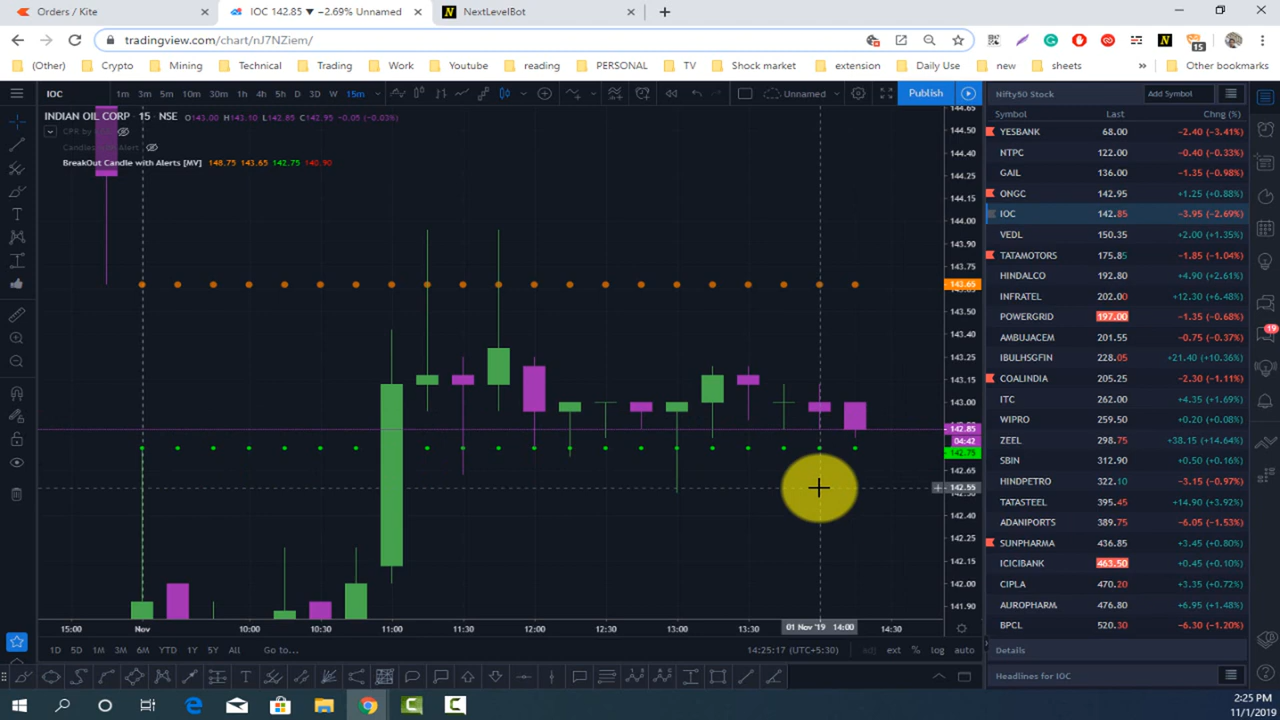 Orders / Kite
IOC 142.85 ▼ −2.69% Unnamed
NextLevelBot
tradingview.com/chart/nJ7NZiem/
15
(Other)
Crypto
Mining
Technical
Trading
Work
Youtube
reading
PERSONAL
TV
Shock market
extension
Daily Use
new
sheets
Other bookmarks
IOC
1m 3m 5m 10m 30m 1h 2h 4h 5h D 3D W 15m
Unnamed
Publish
INDIAN OIL CORP · 15 · NSE O143.00 H143.10 L142.85 C142.95 −0.05 (−0.03%)
CPR by
Candles with Alert
BreakOut Candle with Alerts [MV] 148.75 143.65 142.75 140.90
144.65
144.50
144.40
144.25
144.15
144.00
143.90
143.75
143.65
143.50
143.40
143.25
143.15
143.00
142.85
04:42
142.75
142.65
142.55
142.40
142.25
142.15
142.00
141.90
15:00
Nov
10:00
10:30
11:00
11:30
12:00
12:30
13:00
13:30
01 Nov '19 14:00
14:30
1D 5D 1M 3M 6M YTD 1Y 5Y All Go to...
14:25:17 (UTC+5:30)
adj ext % log auto
Nifty50 Stock
Add Symbol
Symbol Last Chng (%)
YESBANK 68.00 −2.40 (−3.41%)
NTPC 122.00 −0.40 (−0.33%)
GAIL 136.00 −1.35 (−0.98%)
ONGC 142.95 +1.25 (+0.88%)
IOC 142.85 −3.95 (−2.69%)
VEDL 150.35 +2.00 (+1.35%)
TATAMOTORS 175.85 −1.85 (−1.04%)
HINDALCO 192.80 +4.90 (+2.61%)
INFRATEL 202.00 +12.30 (+6.48%)
POWERGRID 197.00 −1.35 (−0.68%)
AMBUJACEM 201.55 −0.75 (−0.37%)
IBULHSGFIN 228.05 +21.40 (+10.36%)
COALINDIA 205.25 −2.30 (−1.11%)
ITC 262.00 +4.35 (+1.69%)
WIPRO 259.50 +0.20 (+0.08%)
ZEEL 298.75 +38.15 (+14.64%)
SBIN 312.90 +0.50 (+0.16%)
HINDPETRO 322.10 −3.15 (−0.97%)
TATASTEEL 395.45 +14.90 (+3.92%)
ADANIPORTS 389.75 −6.05 (−1.53%)
SUNPHARMA 436.85 +3.45 (+0.80%)
ICICIBANK 463.50 +0.45 (+0.10%)
CIPLA 470.20 +3.35 (+0.72%)
AUROPHARM. 476.80 +6.95 (+1.48%)
BPCL 520.30 −6.30 (−1.20%)
Details
Headlines for IOC
19
2:25 PM
11/1/2019